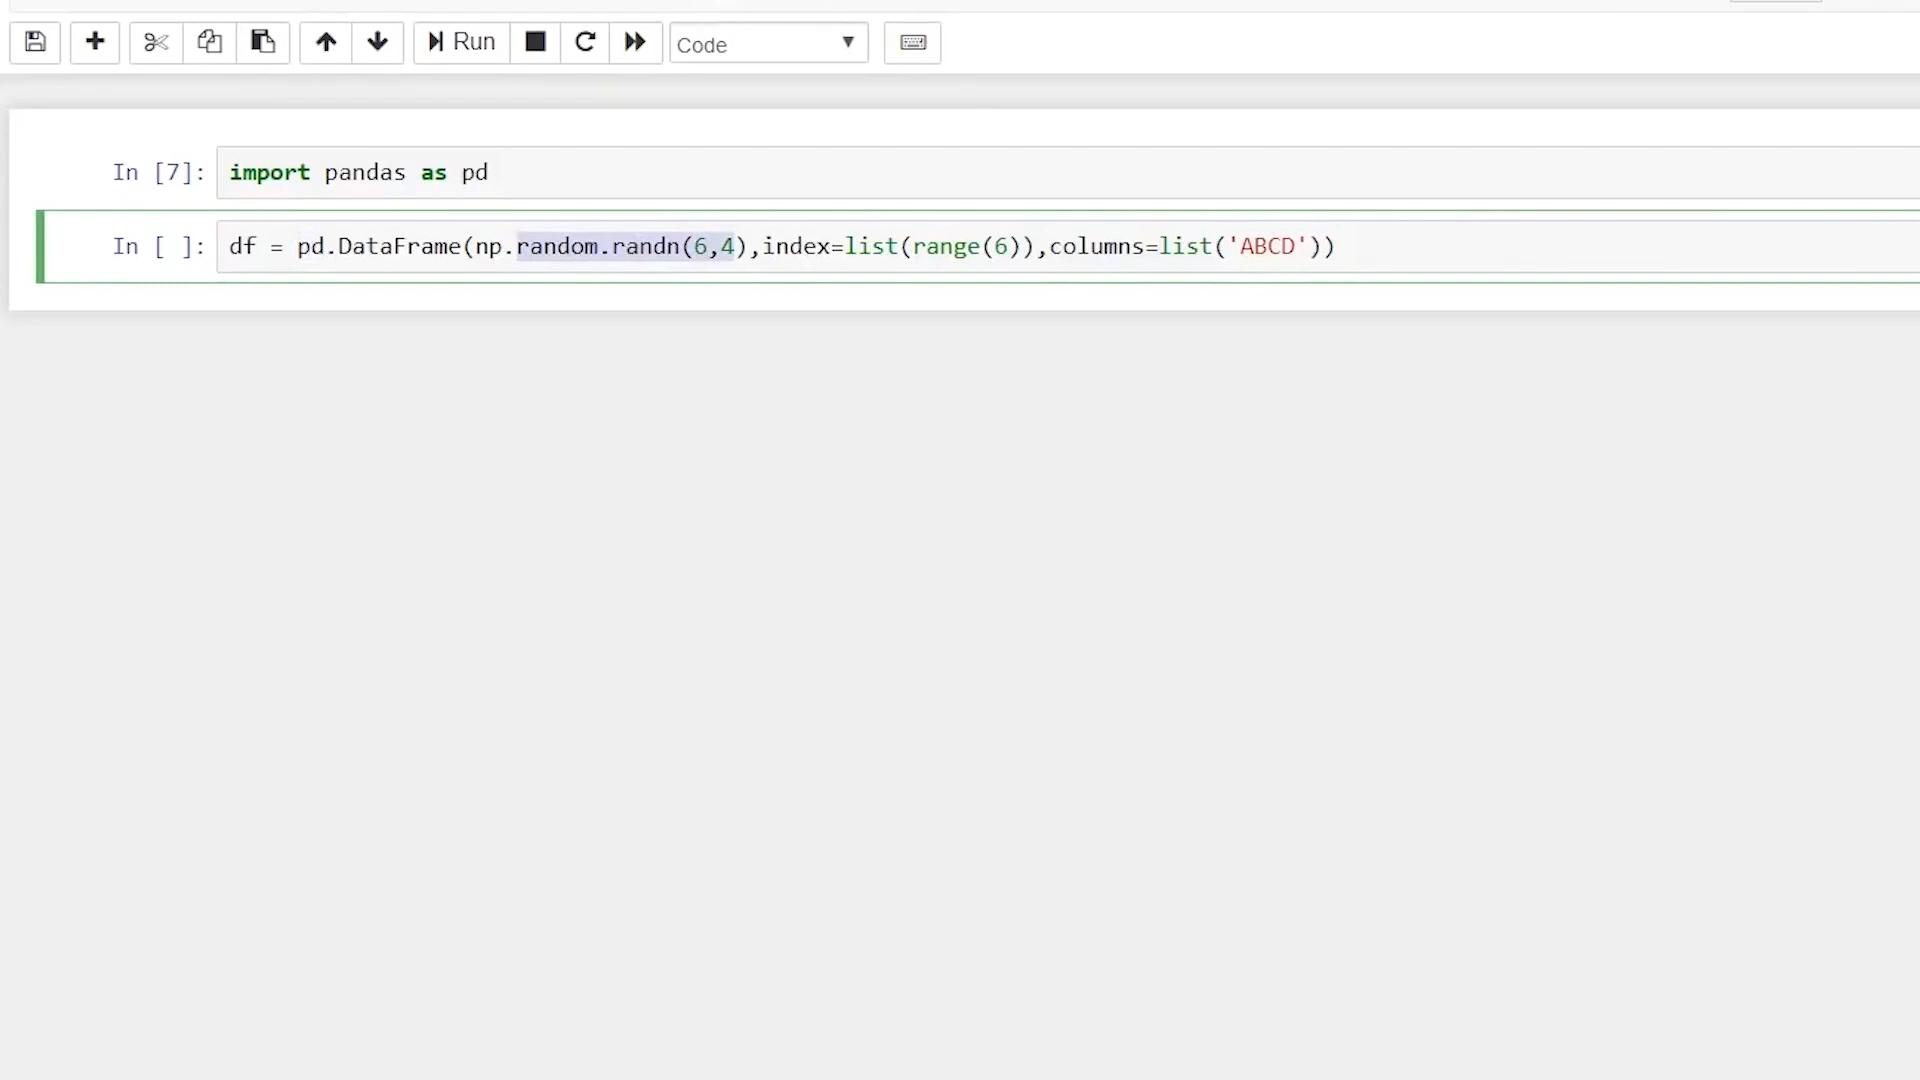 Run Code
In [7]: import pandas as pd
In [ ]: df = pd.DataFrame(np.random.randn(6,4),index=list(range(6)),columns=list('ABCD'))